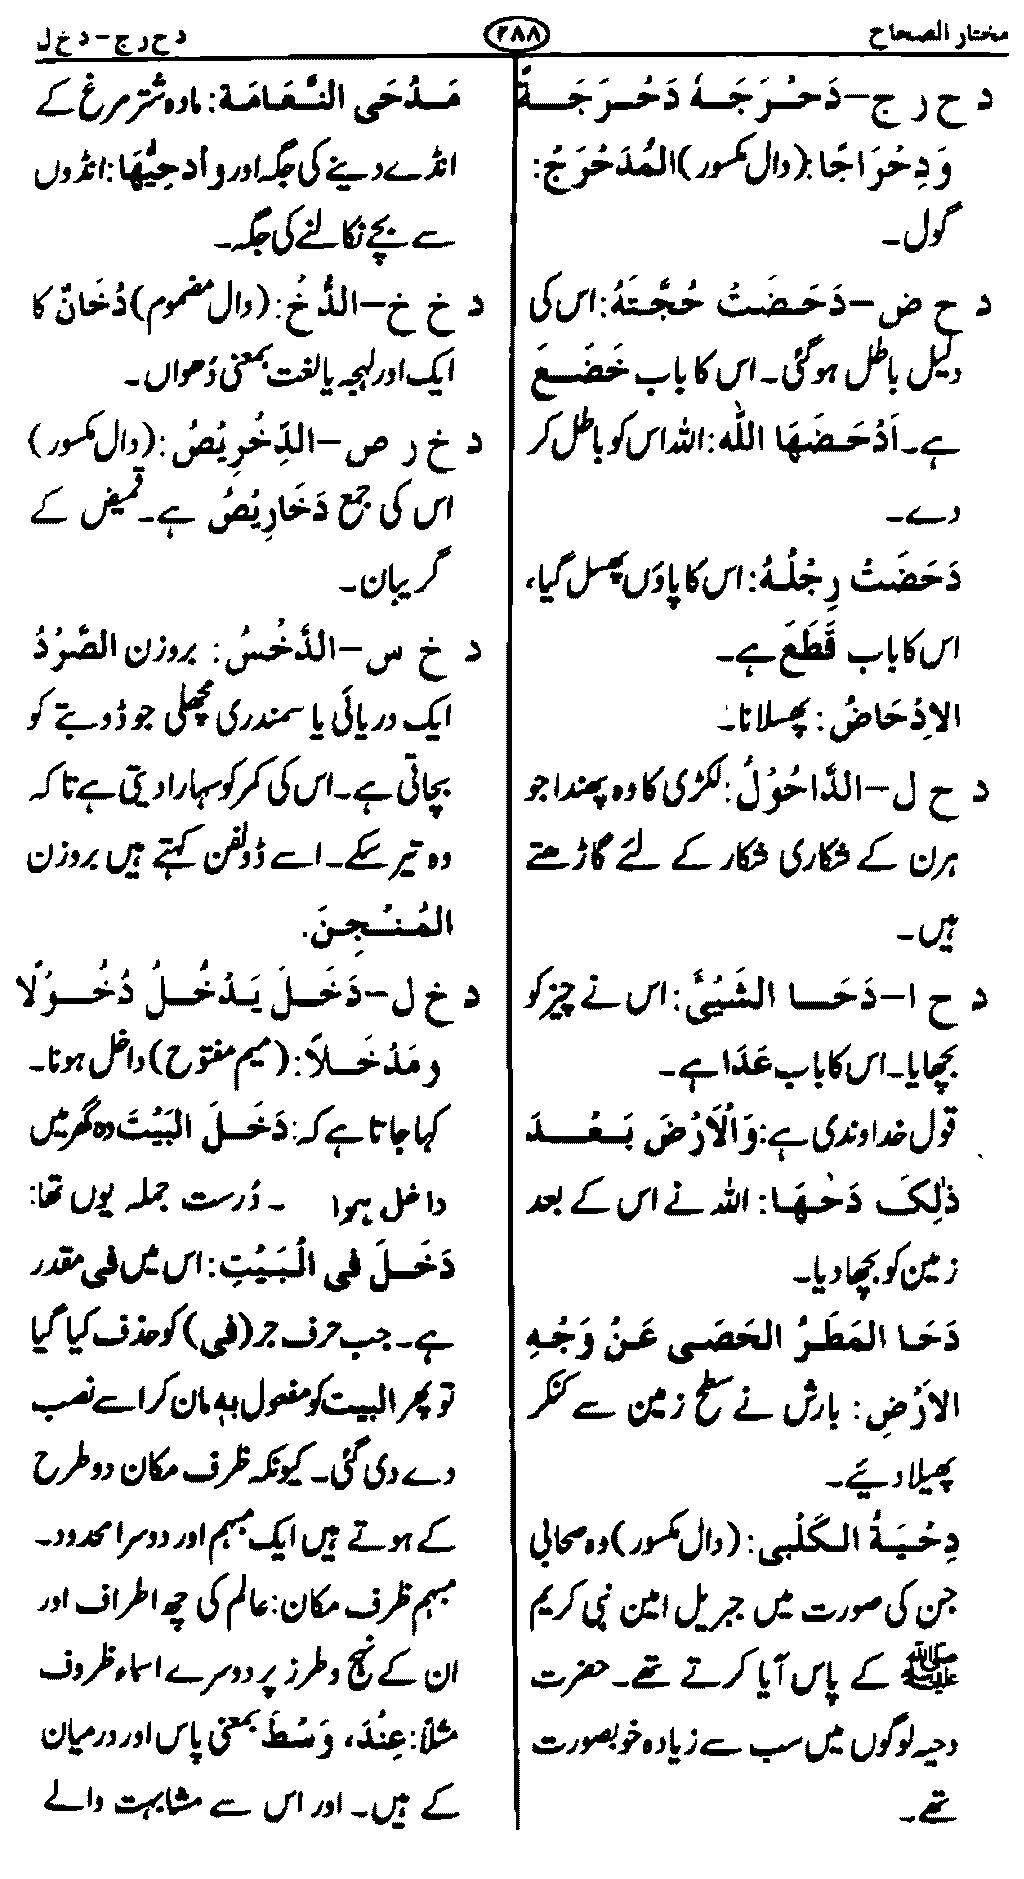 مختار الصحاح
۲۸۸
د ح ر ج - د خ ل
د ح ر ج–دَحْرَجَهُ دَحْرَجَةً
وَدِحْرَاجًا:(دال مکسور)المُدَحْرَجُ:
گول۔
د ح ض–دَحَضَتْ حُجَّتَهُ:اس کی
دلیل باطل ہوگئی۔اس کا باب خَضَعَ
ہے۔اَدْحَضَهَا اللّٰه:اللہ اس کو باطل کر
دے۔
دَحَضَتْ رِجْلُهُ:اس کا پاؤں پھسل گیا،
اس کا باب قَطَعَ ہے۔
الاِدْحَاضُ: پھسلانا۔
د ح ل–الدَّاحُوْلُ:لکڑی کا وہ پھندا جو
ہرن کے شکاری شکار کے لئے گاڑھتے
ہیں۔
د ح ا–دَحَا الشَّيْئَ:اس نے چیز کو
بچھایا۔اس کا باب عَدَا ہے۔
قول خداوندی ہے:وَالْاَرْضَ بَعْدَ
ذٰلِكَ دَحٰهَا: اللہ نے اس کے بعد
زمین کو بچھا دیا۔
دَحَا المَطَرُ الحَصَى عَنْ وَجْهِ
الاَرْضِ: بارش نے سطح زمین سے کنکر
پھیلا دیئے۔
دِحْيَةُ الكَلْبِى:(دال مکسور)وہ صحابی
جن کی صورت میں جبریل امین نبی کریم
ﷺ کے پاس آیا کرتے تھے۔ حضرت
دحیہ لوگوں میں سب سے زیادہ خوبصورت
تھے۔
مَدْحَى النَّعَامَة: مادہ شتر مرغ کے
انڈے دینے کی جگہ اور وأدحِيُّهَا:انڈوں
سے بچے نکالنے کی جگہ۔
د خ خ–الدُّخُ:(دال مضموم)دُخَانٌ کا
ایک اور لہجہ یا لغت بمعنی دُھواں۔
د خ ر ص–الدِّخْرِيْصُ:(دال مکسور)
اس کی جمع دَخَارِيْصُ ہے۔قمیض کے
گریبان۔
د خ س–الدُّخْسُ: بروزن الصُّرَدُ
ایک دریائی یا سمندری مچھلی جو ڈوبتے کو
بچاتی ہے۔اس کی کمر کو سہارا دیتی ہے تاکہ
وہ تیر سکے۔ اسے ڈولفن کہتے ہیں بروزن
المُنْجِنَ.
د خ ل–دَخَلَ يَدْخُلُ دُخُوْلًا
ومَدْخَلاً:(میم مفتوح)داخل ہونا۔
کہا جاتا ہے کہ:دَخَلَ البَيْتَ وہ گھر میں
داخل ہوا ۔ دُرست جملہ یوں تھا:
دَخَلَ فِى الْبَيْتِ:اس میں فی مقدر
ہے۔جب حرف جر(فی)کو حذف کیا گیا
تو پھر البیت کو مفعول بہ مان کر اسے نصب
دے دی گئی۔ کیونکہ ظرف مکان دو طرح
کے ہوتے ہیں ایک مبہم اور دوسرا محدود۔
مبہم ظرف مکان:عالم کی چھ اطراف اور
ان کے نہج و طرز پر دوسرے اسماء ظروف
مثلاً:عِنْدَ، وَسْطَ بمعنی پاس اور درمیان
کے ہیں۔ اور اس سے مشابہت والے